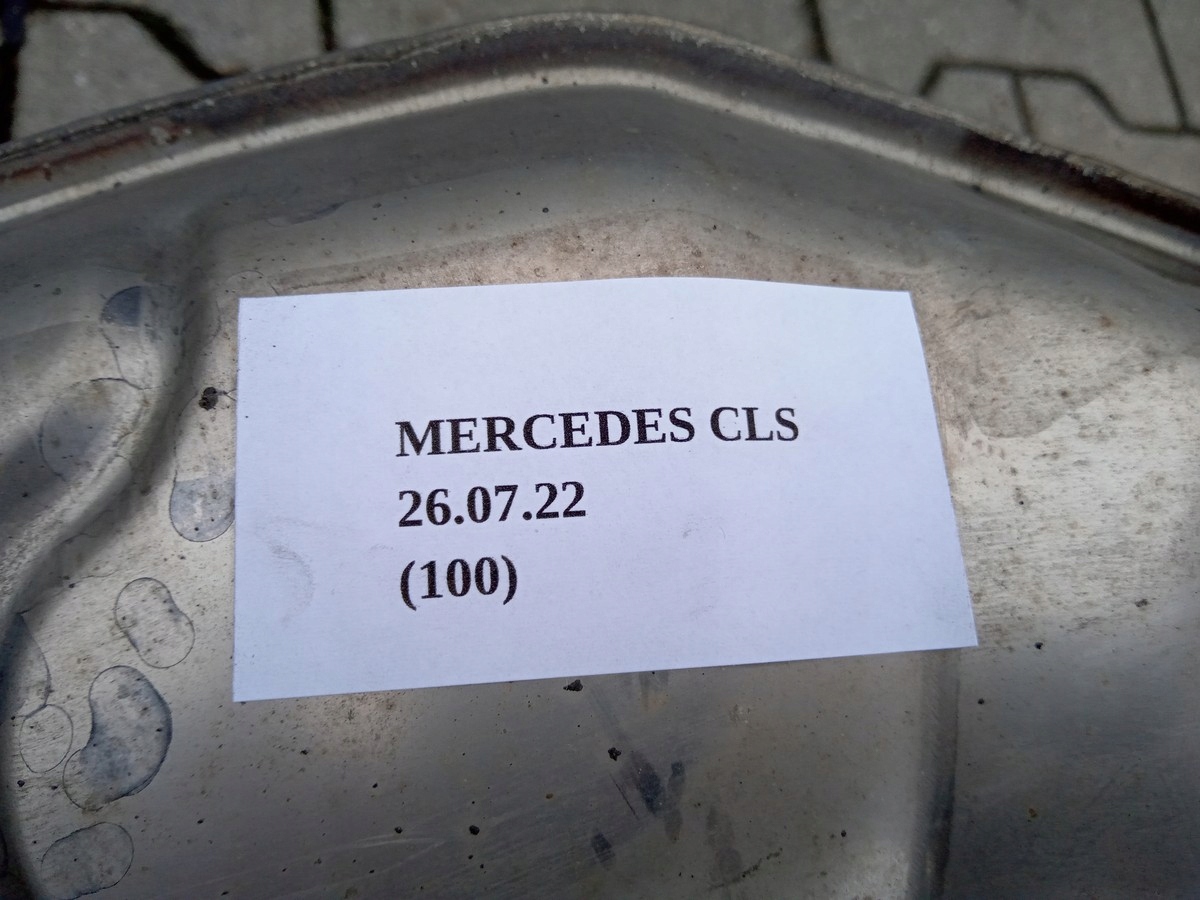 MERCEDES CLS
26.07.22
(100)